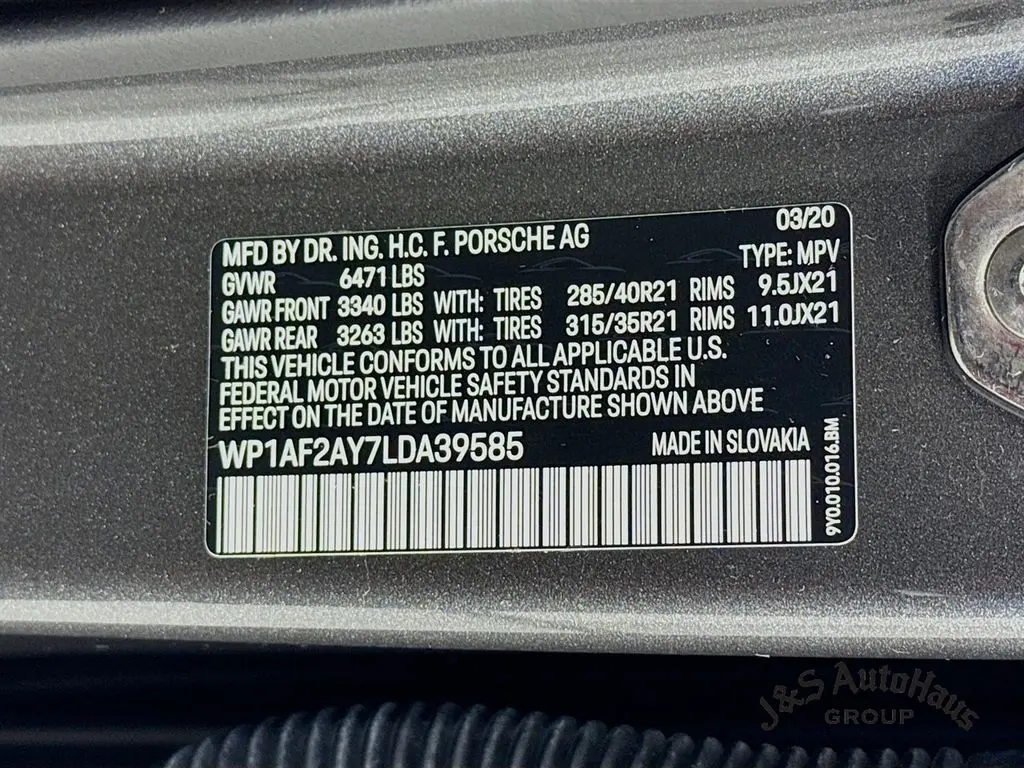 03/20
MFD BY DR. ING. H.C. F. PORSCHE AG
TYPE: MPV
GVWR 6471 LBS
GAWR FRONT 3340 LBS WITH: TIRES 285/40R21 RIMS 9.5JX21
GAWR REAR 3263 LBS WITH: TIRES 315/35R21 RIMS 11.0JX21
THIS VEHICLE CONFORMS TO ALL APPLICABLE U.S.
FEDERAL MOTOR VEHICLE SAFETY STANDARDS IN
EFFECT ON THE DATE OF MANUFACTURE SHOWN ABOVE
WP1AF2AY7LDA39585 MADE IN SLOVAKIA
9Y0.010.016.BM
J&S AutoHaus
GROUP